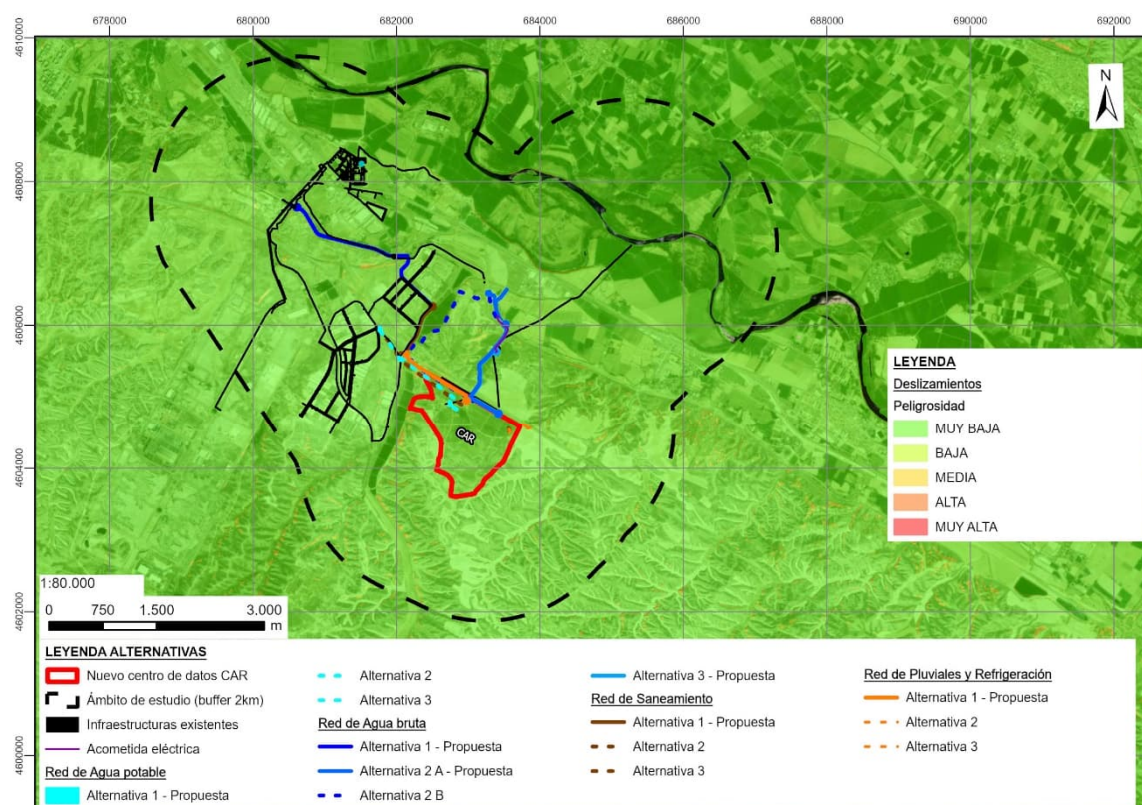 678000 680000 682000 684000 686000 688000 690000 692000
4610000
4608000
4606000
4604000
4602000
4600000
N
CAR
LEYENDA
Deslizamientos
Peligrosidad
MUY BAJA
BAJA
MEDIA
ALTA
MUY ALTA
1:80.000
0 750 1.500 3.000
m
LEYENDA ALTERNATIVAS
Nuevo centro de datos CAR
Ámbito de estudio (buffer 2km)
Infraestructuras existentes
Acometida eléctrica
Red de Agua potable
Alternativa 1 - Propuesta
Alternativa 2
Alternativa 3
Red de Agua bruta
Alternativa 1 - Propuesta
Alternativa 2 A - Propuesta
Alternativa 2 B
Alternativa 3 - Propuesta
Red de Saneamiento
Alternativa 1 - Propuesta
Alternativa 2
Alternativa 3
Red de Pluviales y Refrigeración
Alternativa 1 - Propuesta
Alternativa 2
Alternativa 3